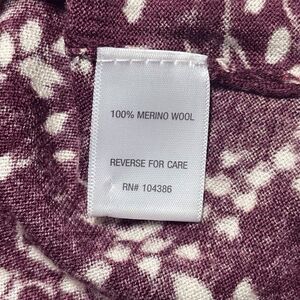 100% MERINO WOOL
REVERSE FOR CARE
RN# 104386